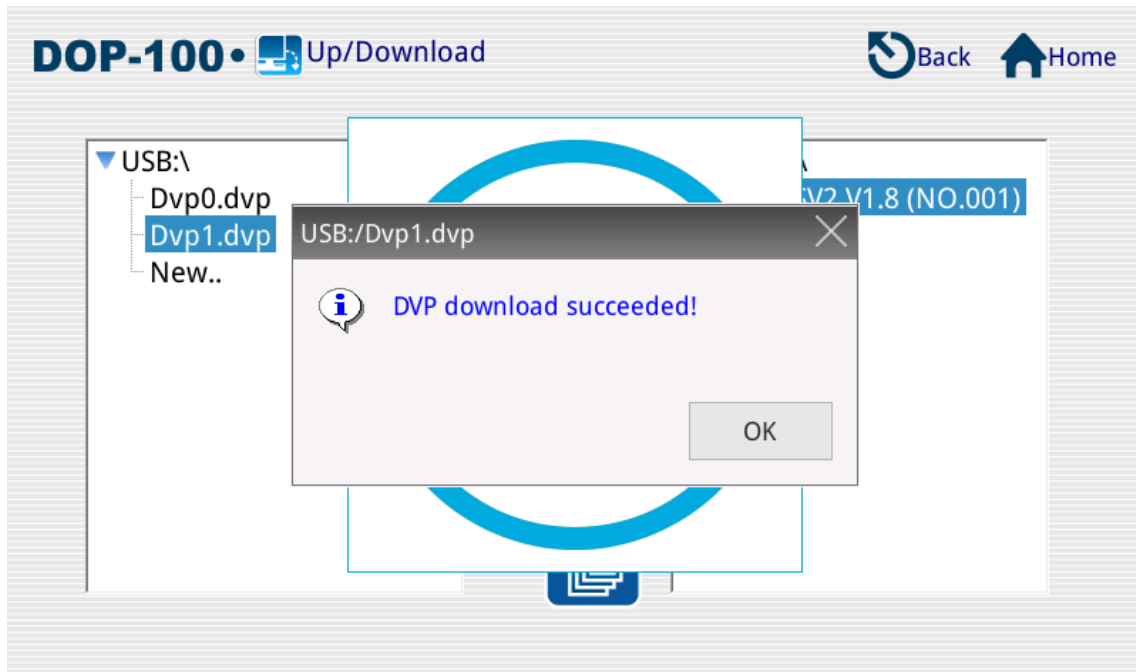 DOP-100• Up/Download
Back
Home
USB:\
Dvp0.dvp
Dvp1.dvp
New..
\
V2 V1.8 (NO.001)
USB:/Dvp1.dvp
DVP download succeeded!
OK